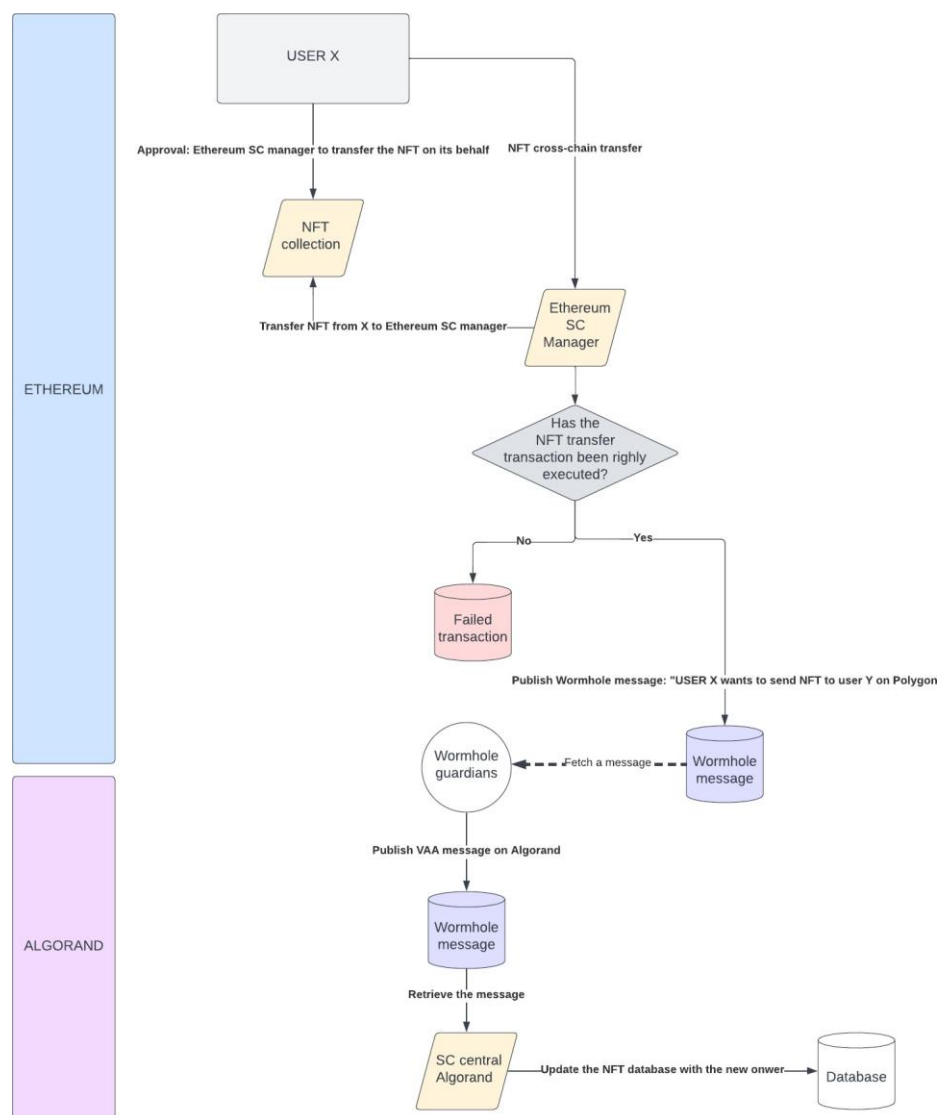 USER X
Approval: Ethereum SC manager to transfer the NFT on its behalf
NFT cross-chain transfer
NFT
collection
Transfer NFT from X to Ethereum SC manager
Ethereum
SC
Manager
ETHEREUM
Has the
NFT transfer
transaction been righly
executed?
No
Yes
Failed
transaction
Publish Wormhole message: "USER X wants to send NFT to user Y on Polygon
Wormhole
guardians
Fetch a message
Wormhole
message
Publish VAA message on Algorand
Wormhole
message
ALGORAND
Retrieve the message
SC central
Algorand
Update the NFT database with the new onwer
Database